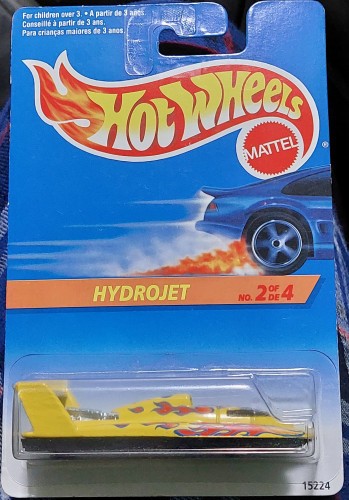 For children over 3. • A partir de 3 años.
Conseillé à partir de 3 ans.
Para crianças maiores de 3 anos.
HOT WHEELS
MATTEL
®
HYDROJET
NO. 2 OF DE 4
15224